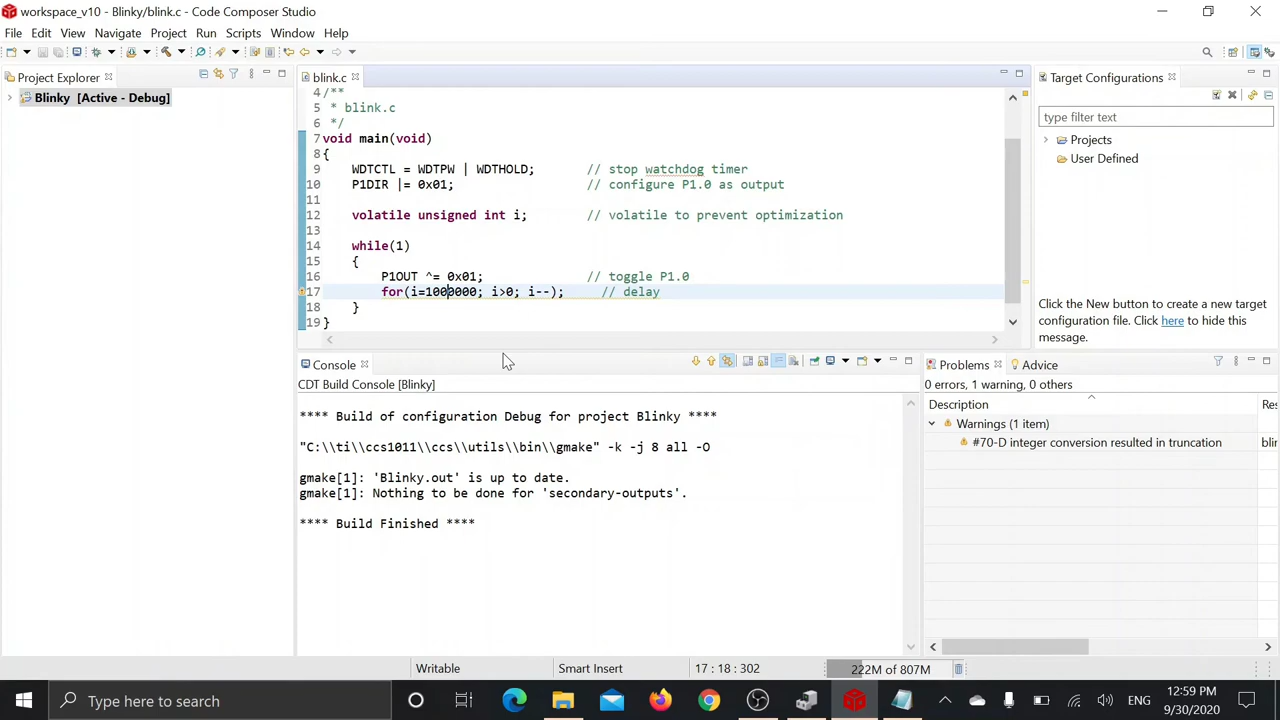 workspace_v10 - Blinky/blink.c - Code Composer Studio
File Edit View Navigate Project Run Scripts Window Help
Project Explorer
Blinky [Active - Debug]
blink.c
4 /**
5 * blink.c
6 */
7 void main(void)
8 {
9 WDTCTL = WDTPW | WDTHOLD; // stop watchdog timer
10 P1DIR |= 0x01; // configure P1.0 as output
11
12 volatile unsigned int i; // volatile to prevent optimization
13
14 while(1)
15 {
16 P1OUT ^= 0x01; // toggle P1.0
17 for(i=1000000; i>0; i--); // delay
18 }
19 }
Target Configurations
type filter text
Projects
User Defined
Click the New button to create a new target
configuration file. Click here to hide this
message.
Console
CDT Build Console [Blinky]
**** Build of configuration Debug for project Blinky ****
"C:\\ti\\ccs1011\\ccs\\utils\\bin\\gmake" -k -j 8 all -O
gmake[1]: 'Blinky.out' is up to date.
gmake[1]: Nothing to be done for 'secondary-outputs'.
**** Build Finished ****
Problems Advice
0 errors, 1 warning, 0 others
Description Res
Warnings (1 item)
#70-D integer conversion resulted in truncation blin
Writable Smart Insert 17 : 18 : 302 222M of 807M
Type here to search
ENG
12:59 PM
9/30/2020